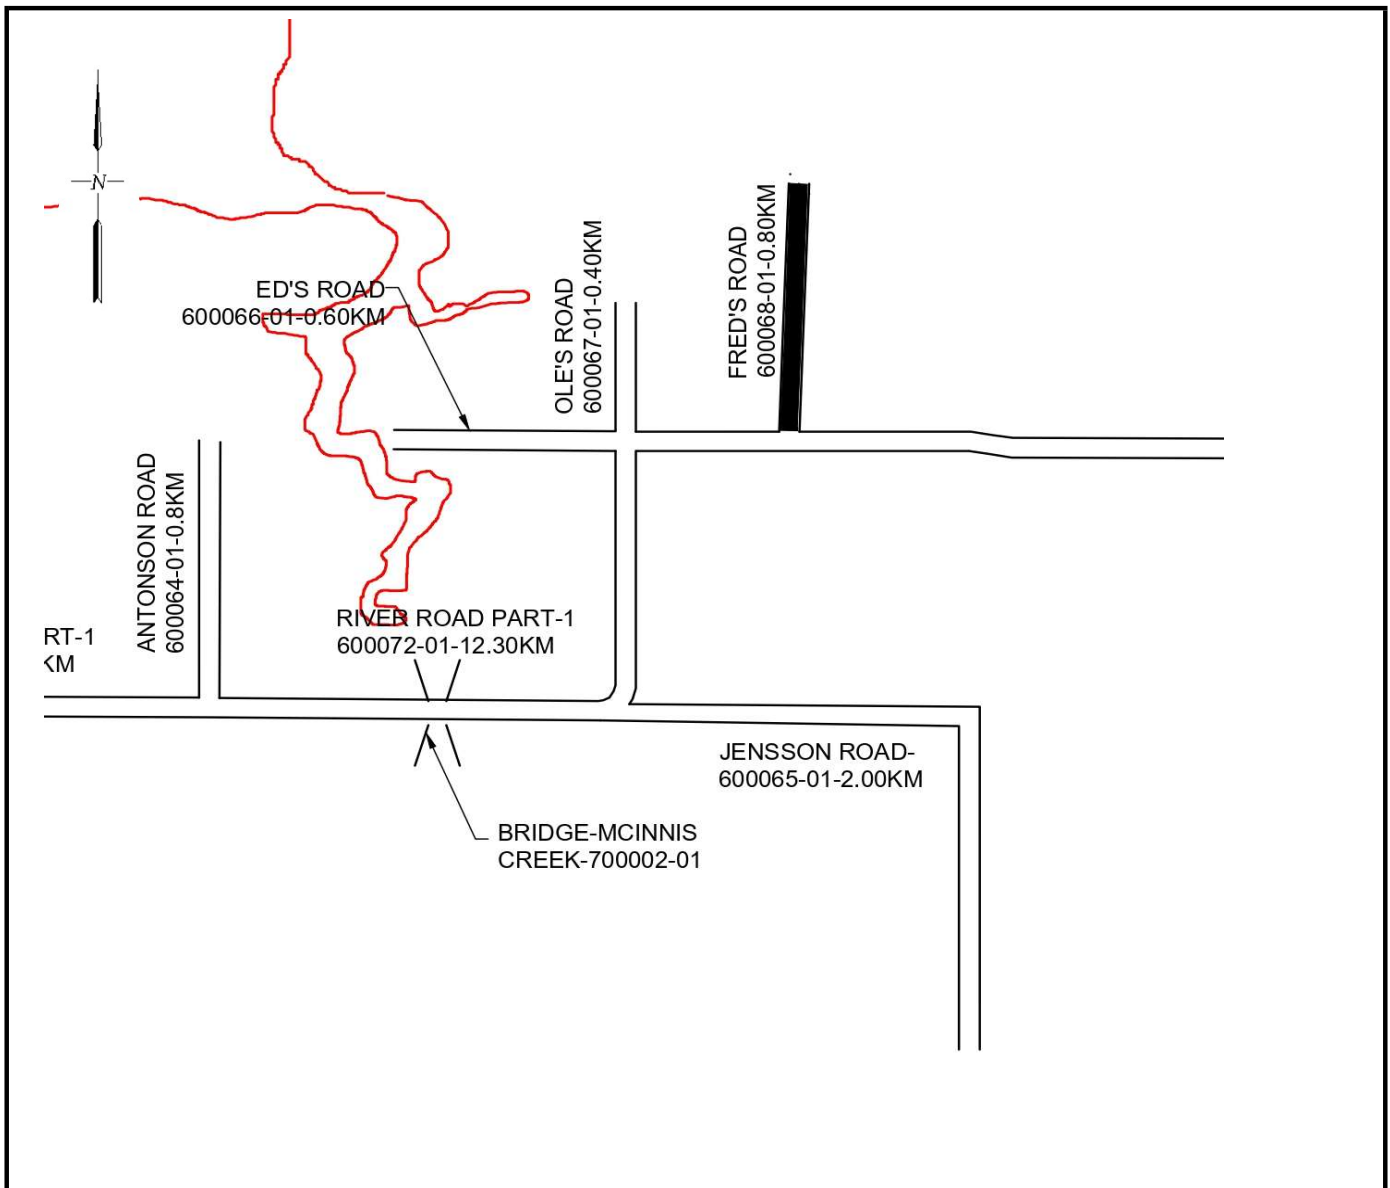 N
ED'S ROAD
600066-01-0.60KM
OLE'S ROAD
600067-01-0.40KM
FRED'S ROAD
600068-01-0.80KM
ANTONSON ROAD
600064-01-0.8KM
RT-1
KM
RIVER ROAD PART-1
600072-01-12.30KM
JENSSON ROAD-
600065-01-2.00KM
BRIDGE-MCINNIS
CREEK-700002-01